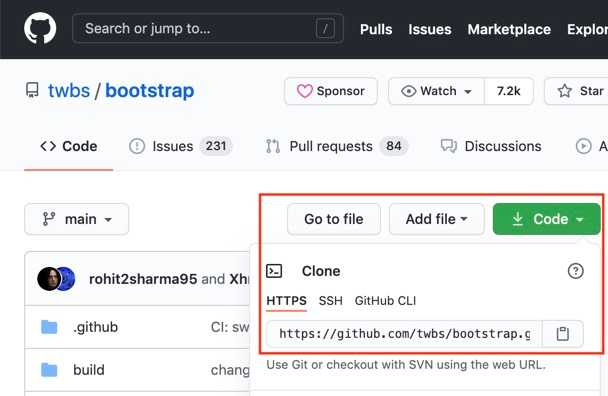 Search or jump to... / Pulls Issues Marketplace Explor
twbs / bootstrap Sponsor Watch 7.2k Star
Code Issues 231 Pull requests 84 Discussions A
main Go to file Add file Code
Clone
rohit2sharma95 and Xh
HTTPS SSH GitHub CLI
.github CI: sw
https://github.com/twbs/bootstrap.g
Use Git or checkout with SVN using the web URL.
build chang